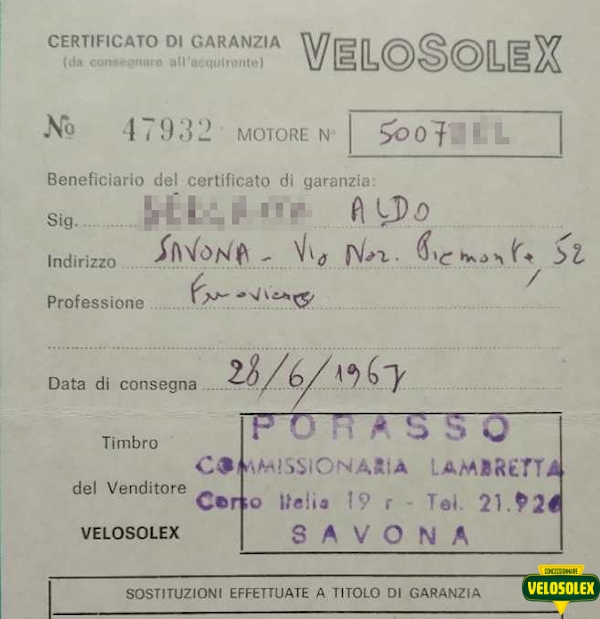 CERTIFICATO DI GARANZIA
(da consegnare all'acquirente)
VELOSOLEX
No 47932 MOTORE N° 5007
Beneficiario del certificato di garanzia:
Sig. ALDO
Indirizzo SAVONA - Via Naz. Piemonte, 52
Professione Ferroviere
Data di consegna 28/6/1967
Timbro
del Venditore
VELOSOLEX
PORASSO
COMMISSIONARIA LAMBRETTA
Corso Italia 19 r - Tel. 21.926
SAVONA
SOSTITUZIONI EFFETTUATE A TITOLO DI GARANZIA
CONCESSIONNAIRE
VELOSOLEX